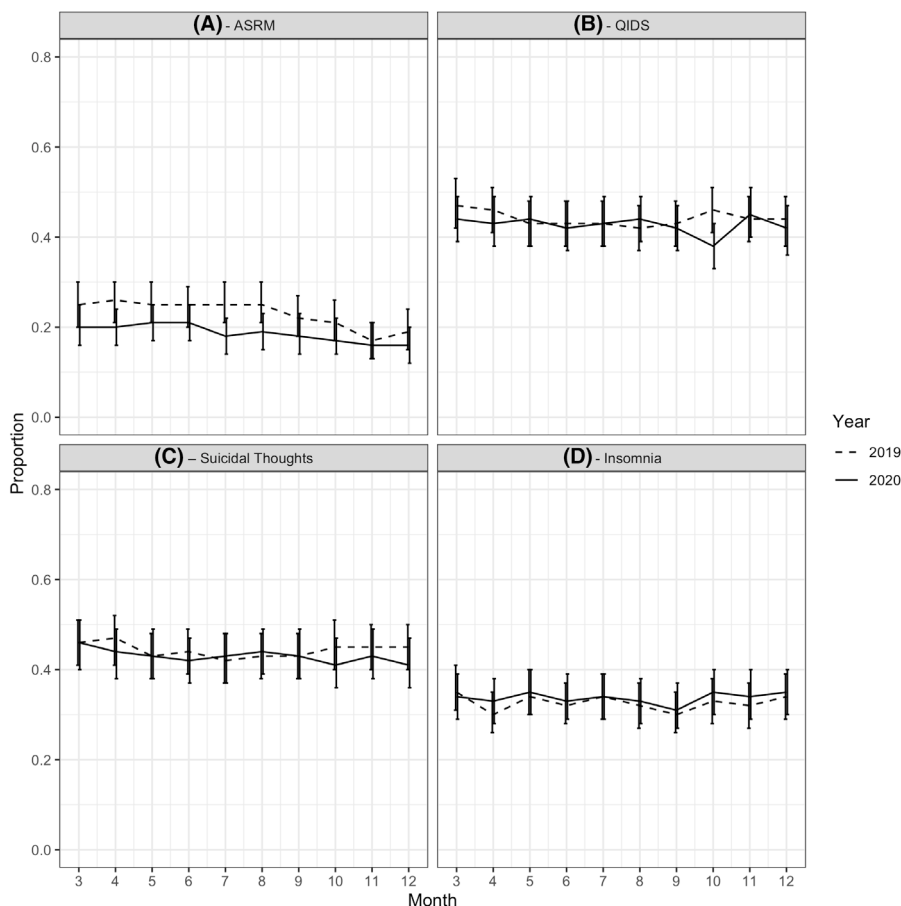 (A) - ASRM
(B) - QIDS
0.8
0.6
0.4
0.2
0.0
(C) – Suicidal Thoughts
(D) - Insomnia
0.8
0.6
0.4
0.2
0.0
3 4 5 6 7 8 9 10 11 12
3 4 5 6 7 8 9 10 11 12
Proportion
Month
Year
2019
2020